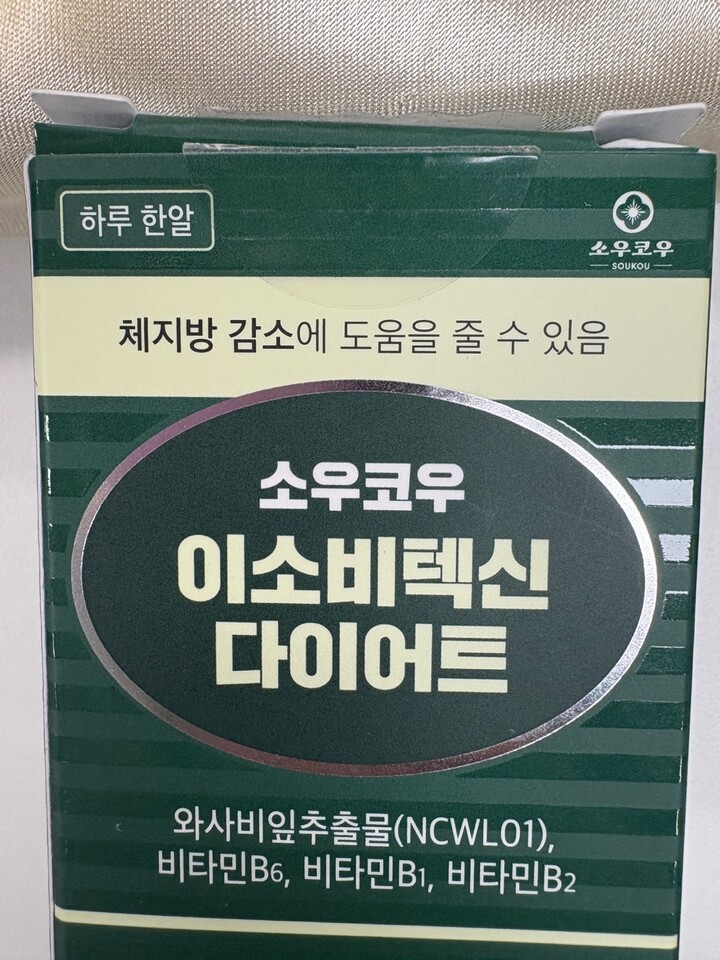 하루 한알
소우코우
SOUKOU
체지방 감소에 도움을 줄 수 있음
소우코우
이소비텍신
다이어트
와사비잎추출물(NCWL01),
비타민B6, 비타민B1, 비타민B2